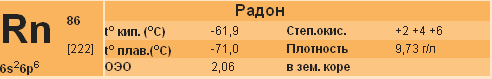 Радон
Rn 86
[222]
6s²6p⁶
t° кип. (°C) -61,9 Степ.окис. +2 +4 +6
t° плав.(°C) -71,0 Плотность 9,73 г/л
ОЭО 2,06 в зем. коре